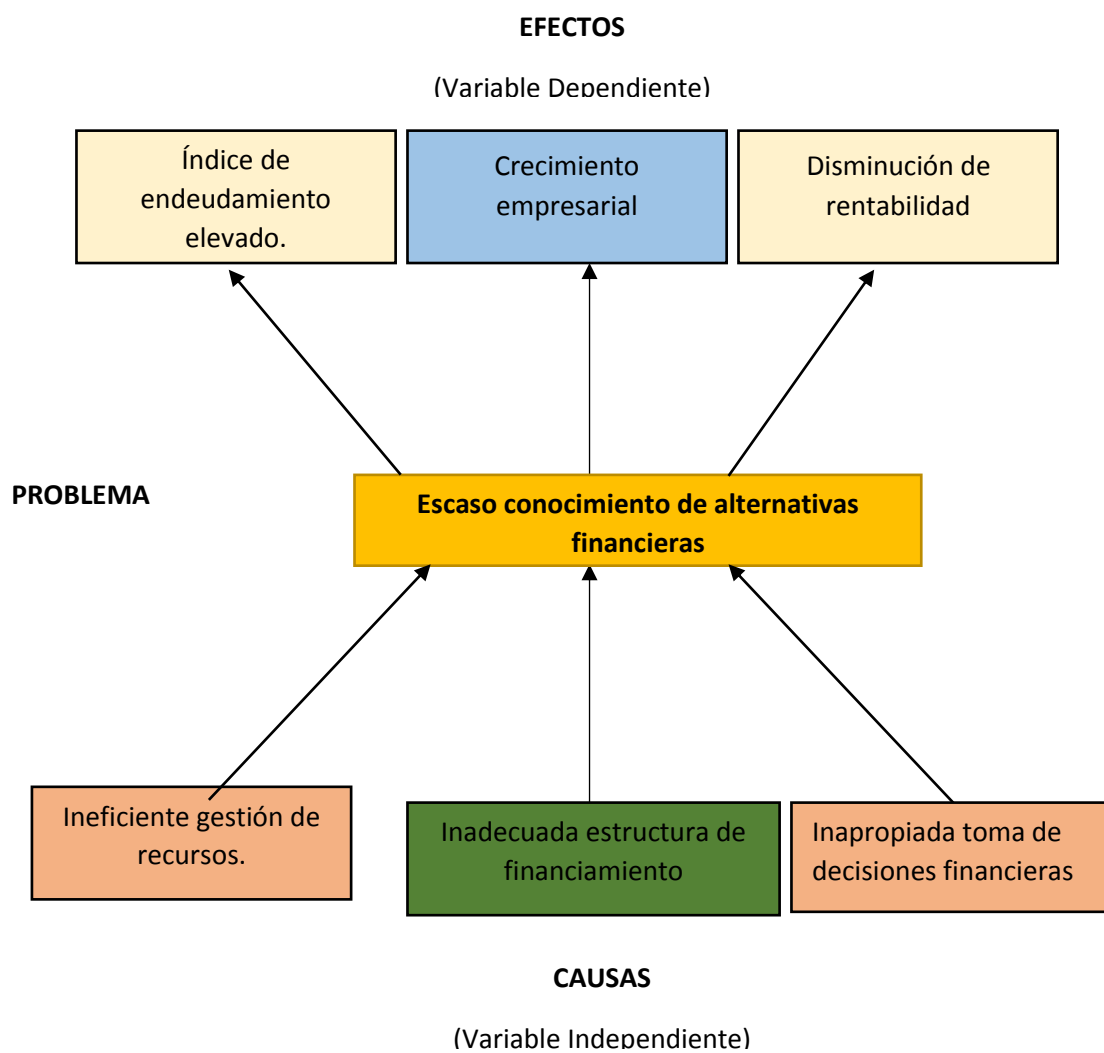 EFECTOS
(Variable Dependiente)
Índice de
endeudamiento
elevado.
Crecimiento
empresarial
Disminución de
rentabilidad
PROBLEMA
Escaso conocimiento de alternativas
financieras
Ineficiente gestión de
recursos.
Inadecuada estructura de
financiamiento
Inapropiada toma de
decisiones financieras
CAUSAS
(Variable Independiente)